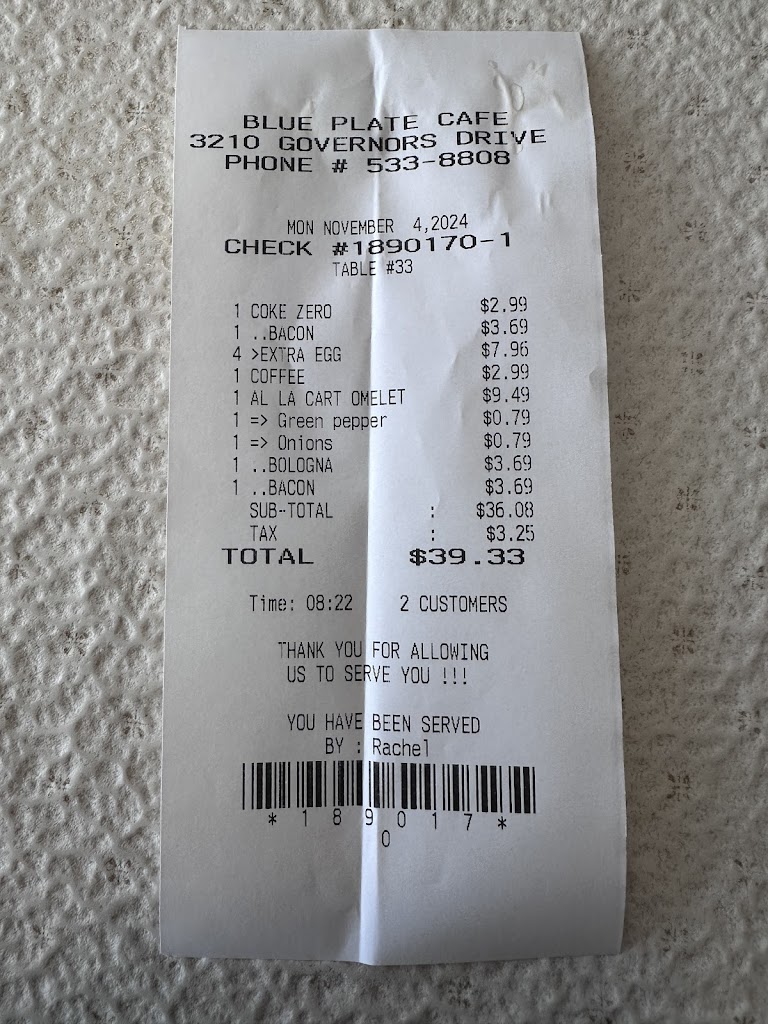 BLUE PLATE CAFE
3210 GOVERNORS DRIVE
PHONE # 533-8808
MON NOVEMBER 4,2024
CHECK #1890170-1
TABLE #33
1 COKE ZERO $2.99
1 ..BACON $3.69
4 >EXTRA EGG $7.96
1 COFFEE $2.99
1 AL LA CART OMELET $9.49
1 => Green pepper $0.79
1 => Onions $0.79
1 ..BOLOGNA $3.69
1 ..BACON $3.69
SUB-TOTAL : $36.08
TAX : $3.25
TOTAL $39.33
Time: 08:22 2 CUSTOMERS
THANK YOU FOR ALLOWING
US TO SERVE YOU !!!
YOU HAVE BEEN SERVED
BY : Rachel
* 1 8 9 0 1 7 *
0